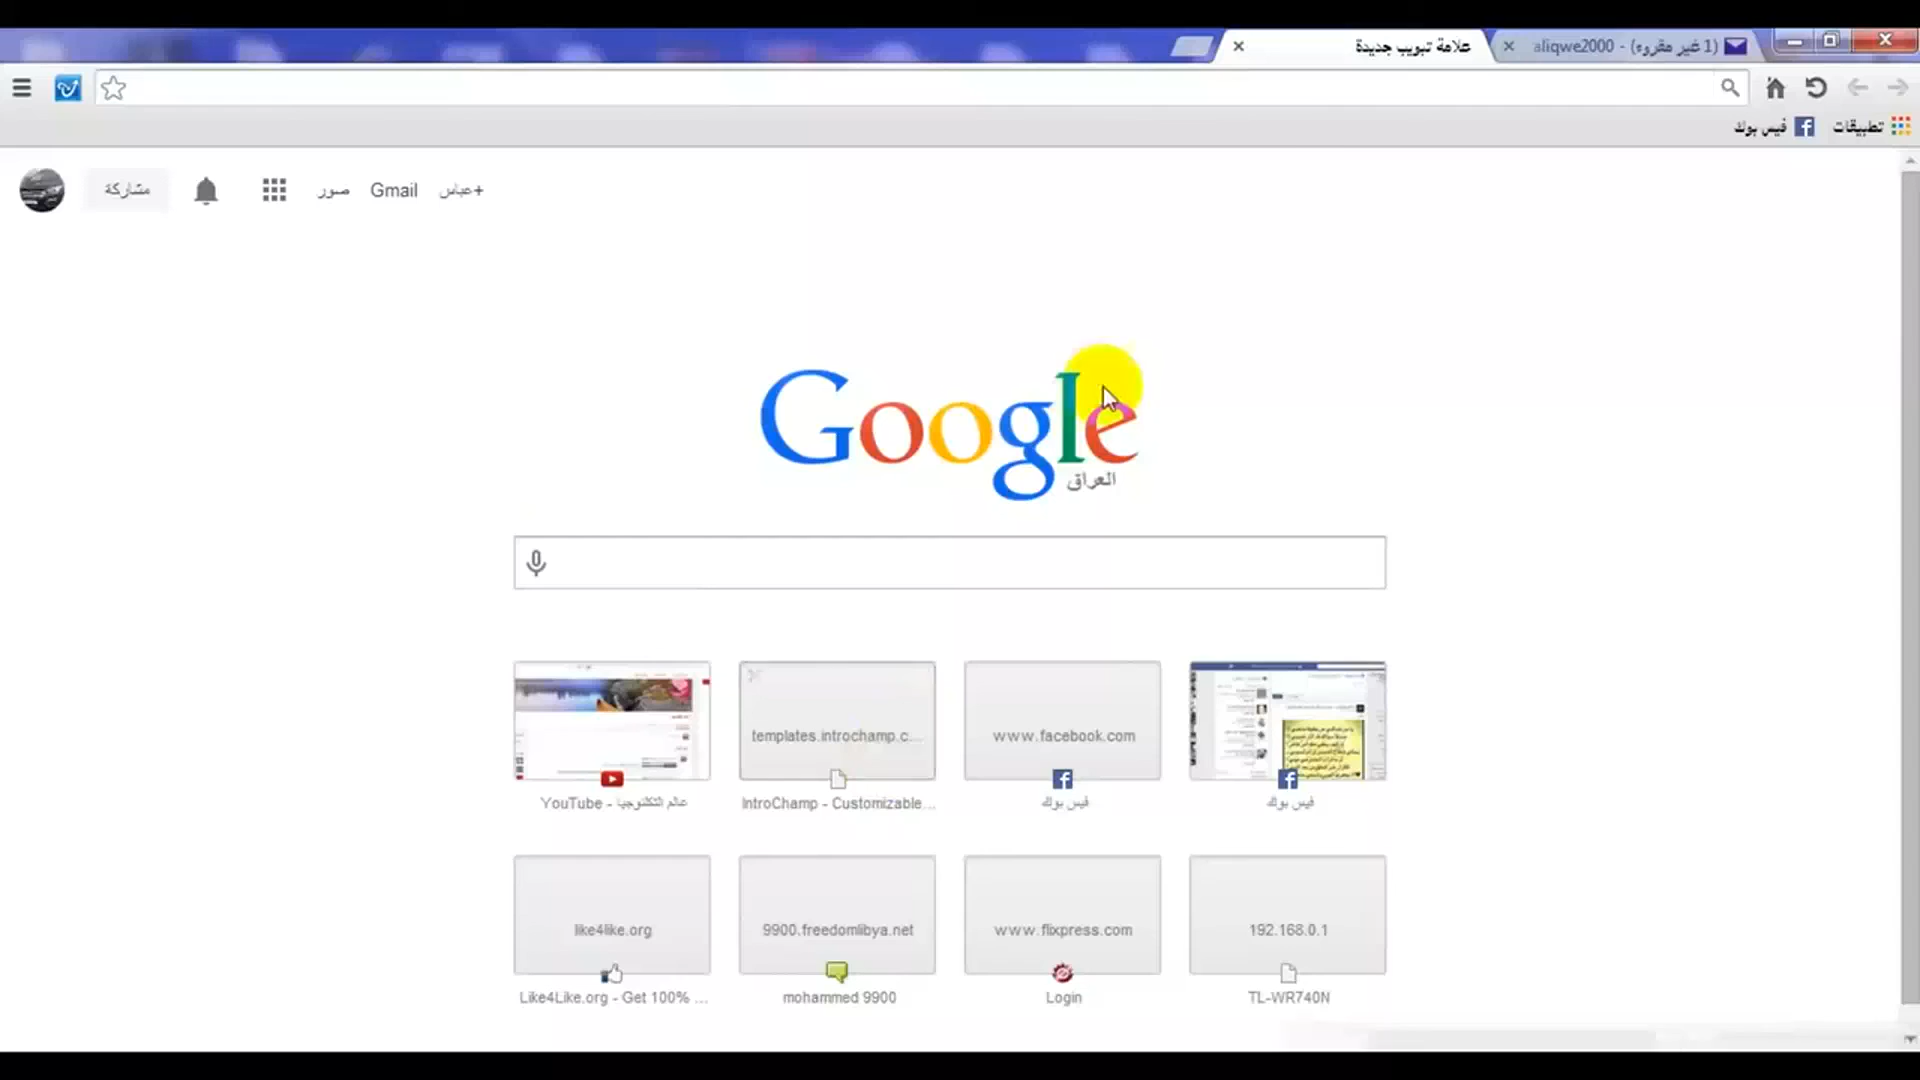 (1 غير مقروء) - aliqwe2000
علامة تبويب جديدة
تطبيقات
فيس بوك
+عباس
Gmail
صور
مشاركة
Google
العراق
templates.introchamp.c...
www.facebook.com
YouTube - عالم التكنلوجيا
IntroChamp - Customizable...
فيس بوك
فيس بوك
like4like.org
9900.freedomlibya.net
www.flixpress.com
192.168.0.1
Like4Like.org - Get 100% ...
mohammed 9900
Login
TL-WR740N